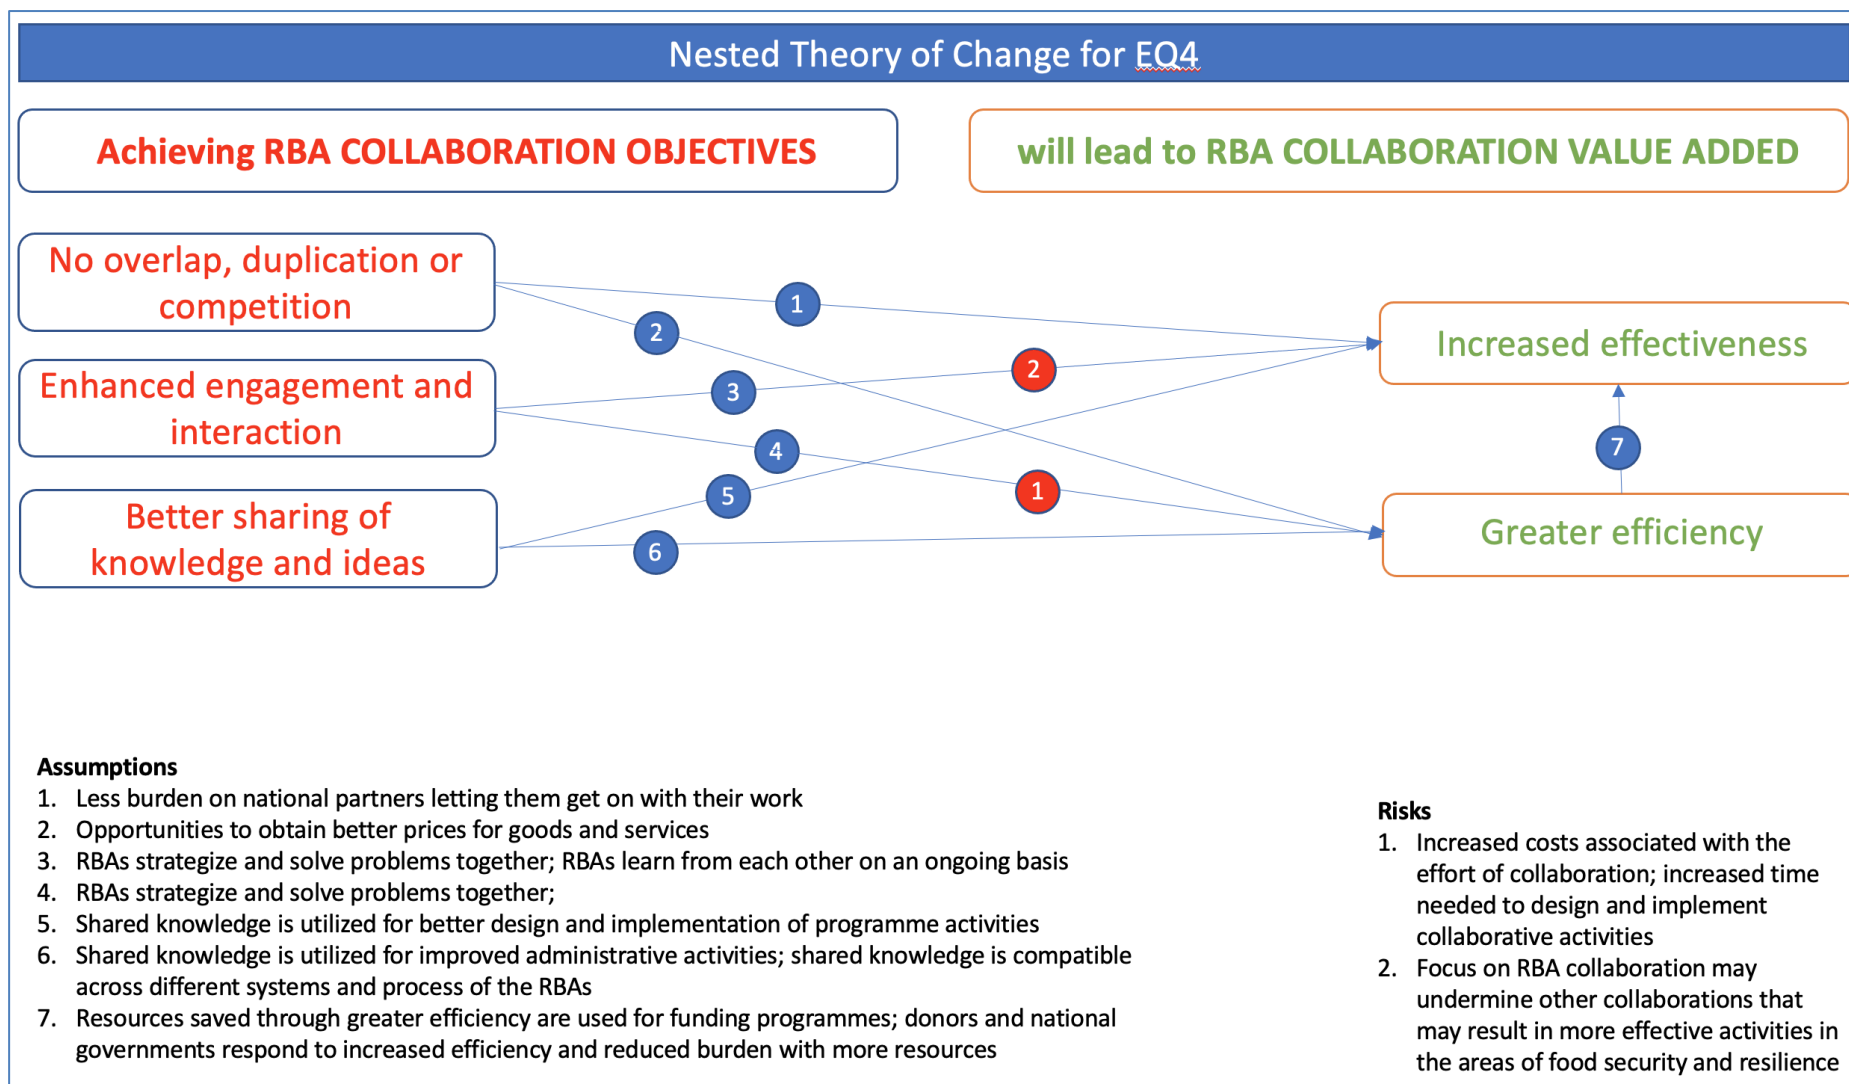 Nested Theory of Change for EQ4
Achieving RBA COLLABORATION OBJECTIVES
will lead to RBA COLLABORATION VALUE ADDED
No overlap, duplication or
competition
Enhanced engagement and
interaction
Better sharing of
knowledge and ideas
1
2
3
2
4
5
1
6
Increased effectiveness
7
Greater efficiency
Assumptions
1. Less burden on national partners letting them get on with their work
2. Opportunities to obtain better prices for goods and services
3. RBAs strategize and solve problems together; RBAs learn from each other on an ongoing basis
4. RBAs strategize and solve problems together;
5. Shared knowledge is utilized for better design and implementation of programme activities
6. Shared knowledge is utilized for improved administrative activities; shared knowledge is compatible
across different systems and process of the RBAs
7. Resources saved through greater efficiency are used for funding programmes; donors and national
governments respond to increased efficiency and reduced burden with more resources
Risks
1. Increased costs associated with the
effort of collaboration; increased time
needed to design and implement
collaborative activities
2. Focus on RBA collaboration may
undermine other collaborations that
may result in more effective activities in
the areas of food security and resilience